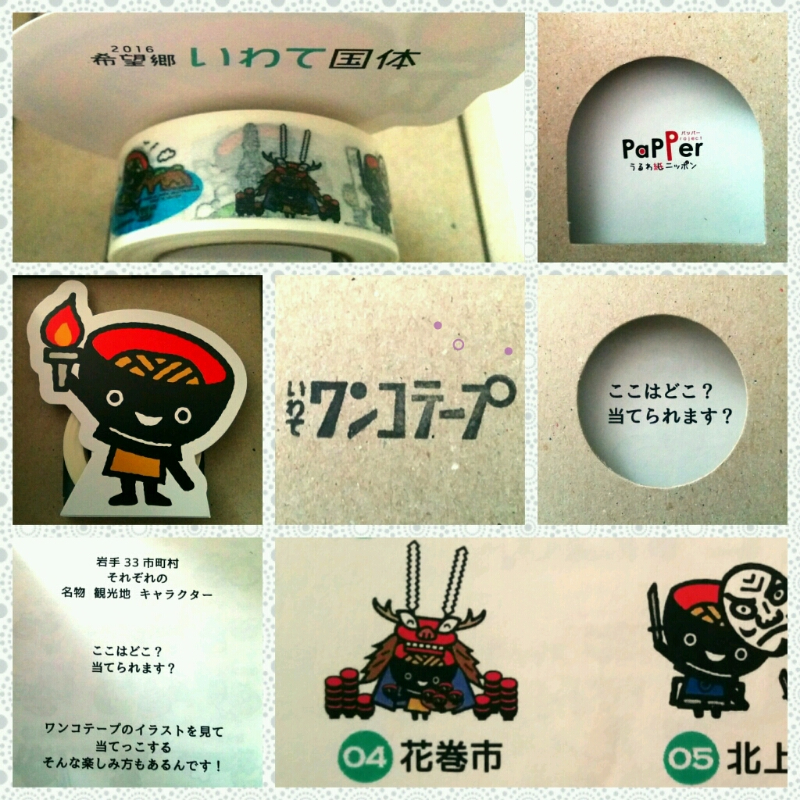 2016
希望郷 いわて国体
パッパー
PaPPer
うるわ紙ニッポン
いわて ワンコテープ
ここはどこ?
当てられます?
岩手 33 市町村
それぞれの
名物 観光地 キャラクター
ここはどこ?
当てられます?
ワンコテープのイラストを見て
当てっこする
そんな楽しみ方もあるんです!
04 花巻市
05 北上